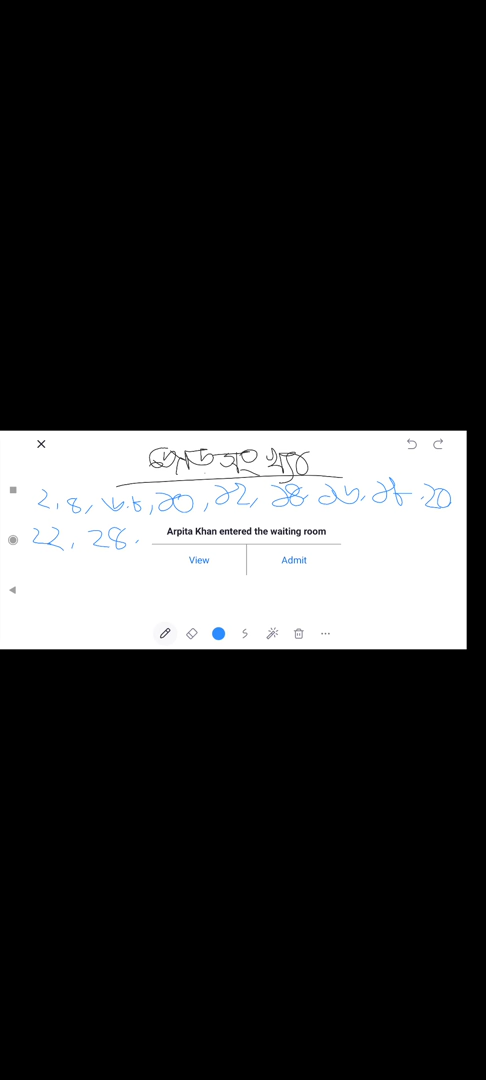 ২, ৪, ৬, ৮, ১০, ১২, ১৪, ১৬, ১৮, ২০
২২, ২৪.
Arpita Khan entered the waiting room
View Admit